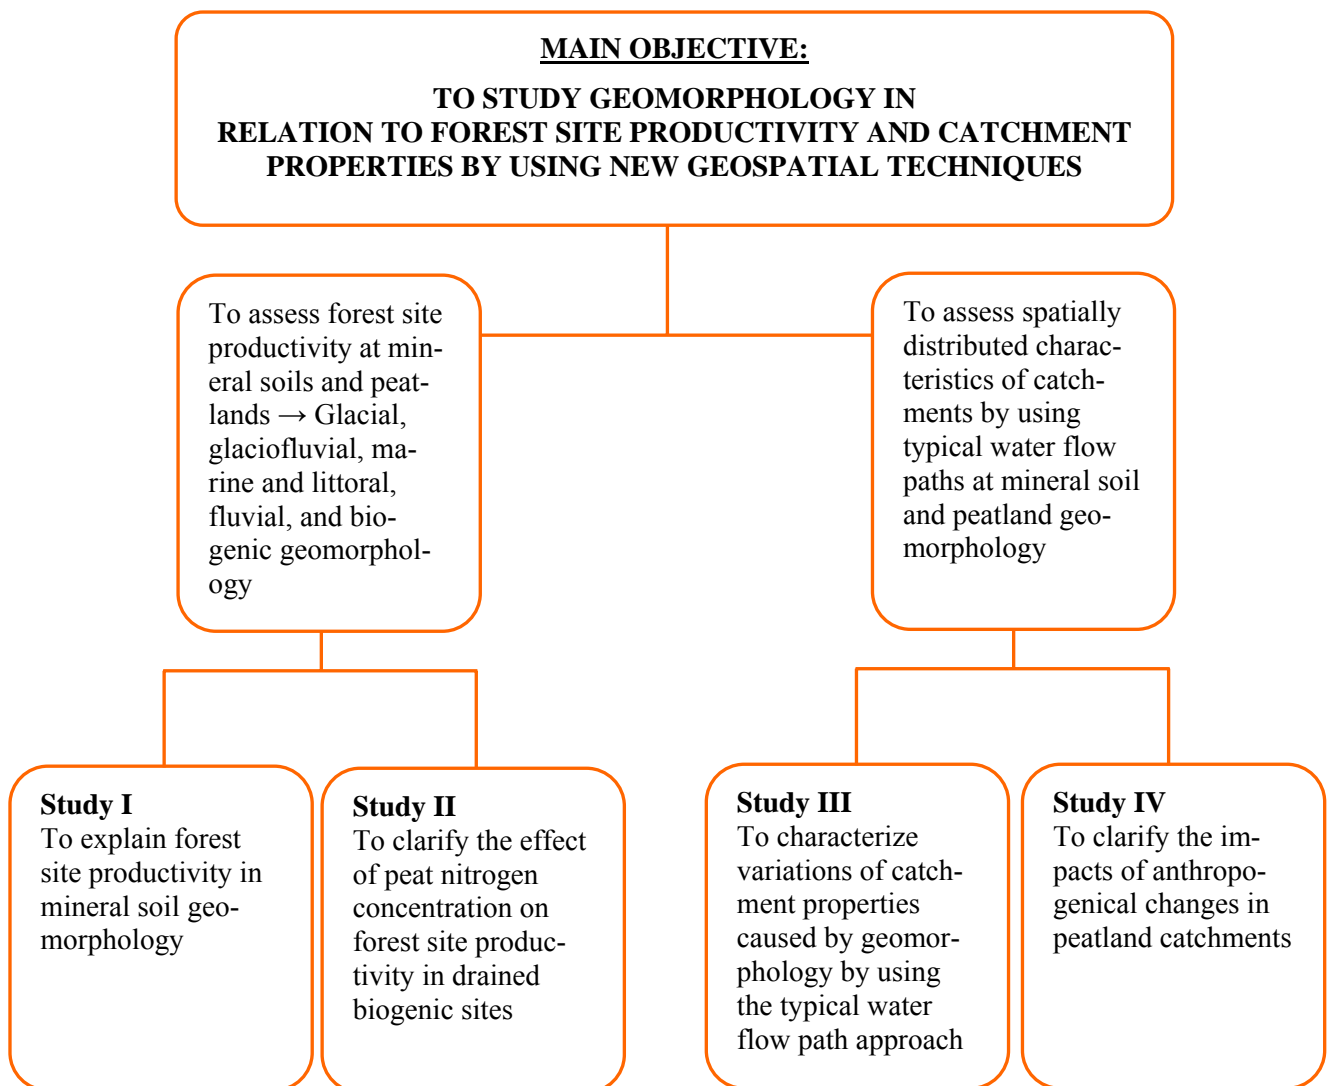 MAIN OBJECTIVE:
TO STUDY GEOMORPHOLOGY IN
RELATION TO FOREST SITE PRODUCTIVITY AND CATCHMENT
PROPERTIES BY USING NEW GEOSPATIAL TECHNIQUES
To assess forest site
productivity at min-
eral soils and peat-
lands → Glacial,
glaciofluvial, ma-
rine and littoral,
fluvial, and bio-
genic geomorphol-
ogy
To assess spatially
distributed charac-
teristics of catch-
ments by using
typical water flow
paths at mineral soil
and peatland geo-
morphology
Study I
To explain forest
site productivity in
mineral soil geo-
morphology
Study II
To clarify the effect
of peat nitrogen
concentration on
forest site produc-
tivity in drained
biogenic sites
Study III
To characterize
variations of catch-
ment properties
caused by geomor-
phology by using
the typical water
flow path approach
Study IV
To clarify the im-
pacts of anthropo-
genical changes in
peatland catchments